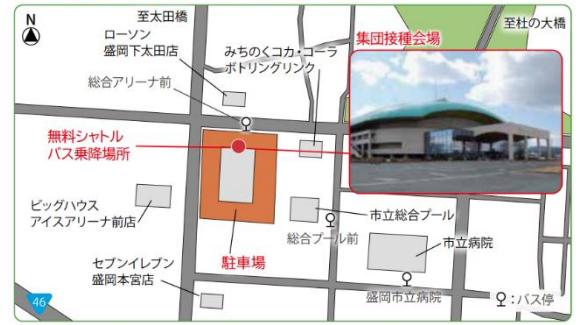 N
至太田橋
ローソン
盛岡下太田店
総合アリーナ前
みちのくコカ・コーラ
ボトリングリンク
集団接種会場
至杜の大橋
無料シャトル
バス乗降場所
ビッグハウス
アイスアリーナ前店
駐車場
総合プール前
市立総合プール
市立病院
セブンイレブン
盛岡本宮店
盛岡市立病院
:バス停
46